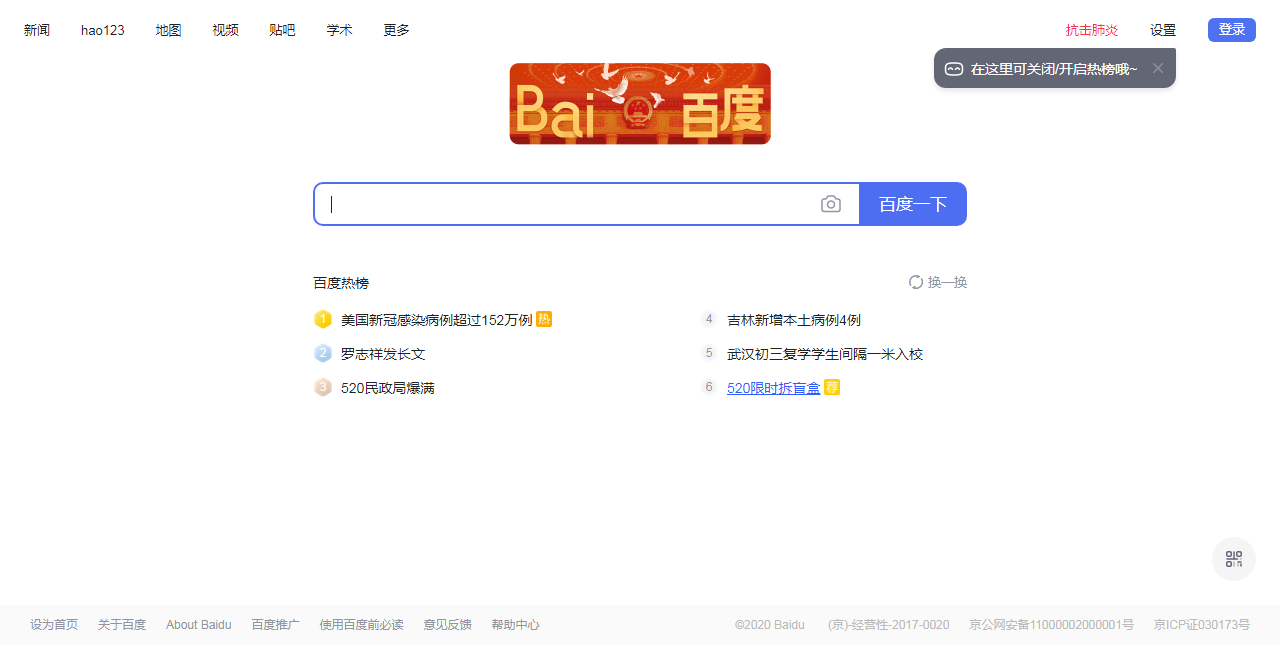 新闻 hao123 地图 视频 贴吧 学术 更多 抗击肺炎 设置 登录
在这里可关闭/开启热榜哦~
Bai 百度
百度一下
百度热榜 换一换
1 美国新冠感染病例超过152万例 热
2 罗志祥发长文
3 520民政局爆满
4 吉林新增本土病例4例
5 武汉初三复学学生间隔一米入校
6 520限时拆盲盒 荐
设为首页 关于百度 About Baidu 百度推广 使用百度前必读 意见反馈 帮助中心 ©2020 Baidu (京)-经营性-2017-0020 京公网安备11000002000001号 京ICP证030173号